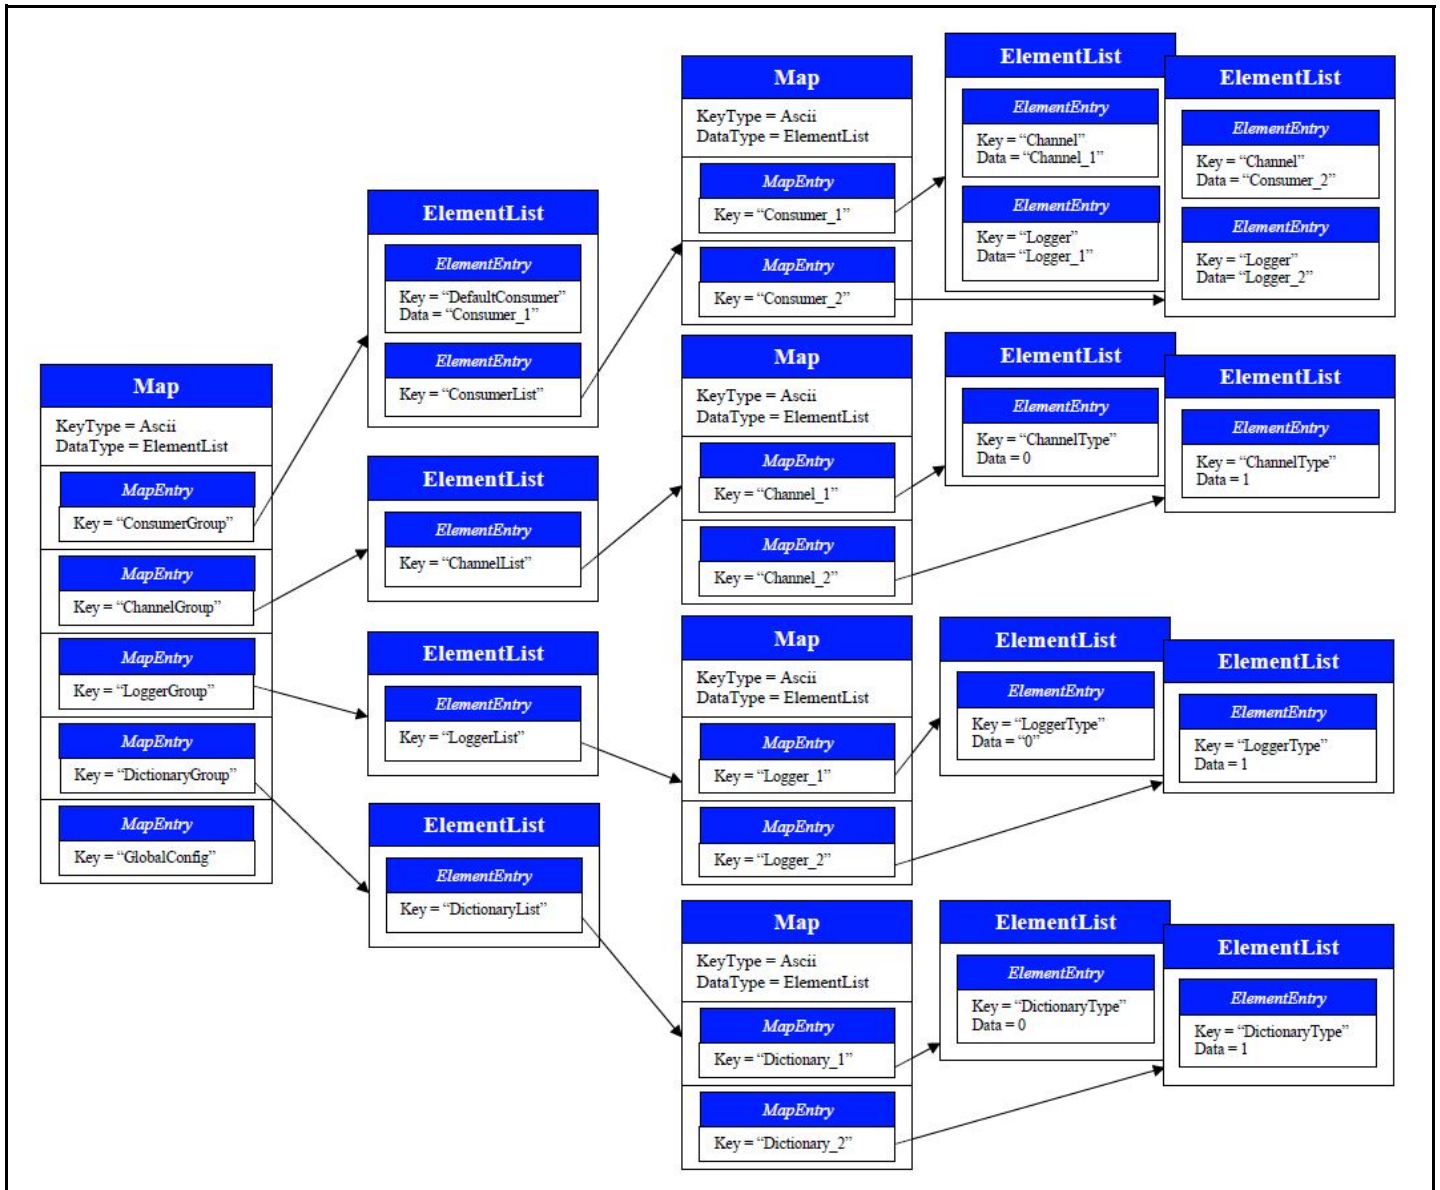 Map
KeyType = Ascii
DataType = ElementList
MapEntry
Key = “ConsumerGroup”
MapEntry
Key = “ChannelGroup”
MapEntry
Key = “LoggerGroup”
MapEntry
Key = “DictionaryGroup”
MapEntry
Key = “GlobalConfig”
ElementList
ElementEntry
Key = “DefaultConsumer”
Data = “Consumer_1”
ElementEntry
Key = “ConsumerList”
ElementList
ElementEntry
Key = “ChannelList”
ElementList
ElementEntry
Key = “LoggerList”
ElementList
ElementEntry
Key = “DictionaryList”
Map
KeyType = Ascii
DataType = ElementList
MapEntry
Key = “Consumer_1”
MapEntry
Key = “Consumer_2”
ElementList
ElementEntry
Key = “Channel”
Data = “Channel_1”
ElementEntry
Key = “Logger”
Data= “Logger_1”
ElementList
ElementEntry
Key = “Channel”
Data= “Consumer_2”
ElementEntry
Key = “Logger”
Data= “Logger_2”
Map
KeyType = Ascii
DataType = ElementList
MapEntry
Key = “Channel_1”
MapEntry
Key = “Channel_2”
ElementList
ElementEntry
Key = “ChannelType”
Data = 0
ElementList
ElementEntry
Key = “ChannelType”
Data = 1
Map
KeyType = Ascii
DataType = ElementList
MapEntry
Key = “Logger_1”
MapEntry
Key = “Logger_2”
ElementList
ElementEntry
Key = “LoggerType”
Data = “0”
ElementList
ElementEntry
Key = “LoggerType”
Data = 1
Map
KeyType = Ascii
DataType = ElementList
MapEntry
Key = “Dictionary_1”
MapEntry
Key = “Dictionary_2”
ElementList
ElementEntry
Key = “DictionaryType”
Data = 0
ElementList
ElementEntry
Key = “DictionaryType”
Data = 1